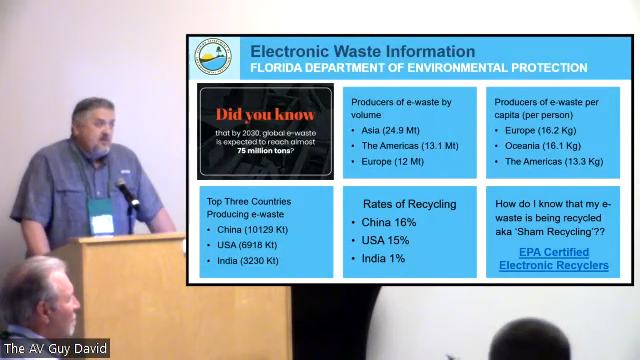 Electronic Waste Information
FLORIDA DEPARTMENT OF ENVIRONMENTAL PROTECTION
Did you know
that by 2030, global e-waste
is expected to reach almost
75 million tons?
Producers of e-waste by
volume
• Asia (24.9 Mt)
• The Americas (13.1 Mt)
• Europe (12 Mt)
Producers of e-waste per
capita (per person)
• Europe (16.2 Kg)
• Oceania (16.1 Kg)
• The Americas (13.3 Kg)
Top Three Countries
Producing e-waste
• China (10129 Kt)
• USA (6918 Kt)
• India (3230 Kt)
Rates of Recycling
• China 16%
• USA 15%
• India 1%
How do I know that my e-
waste is being recycled
aka ‘Sham Recycling’??
EPA Certified
Electronic Recyclers
The AV Guy David